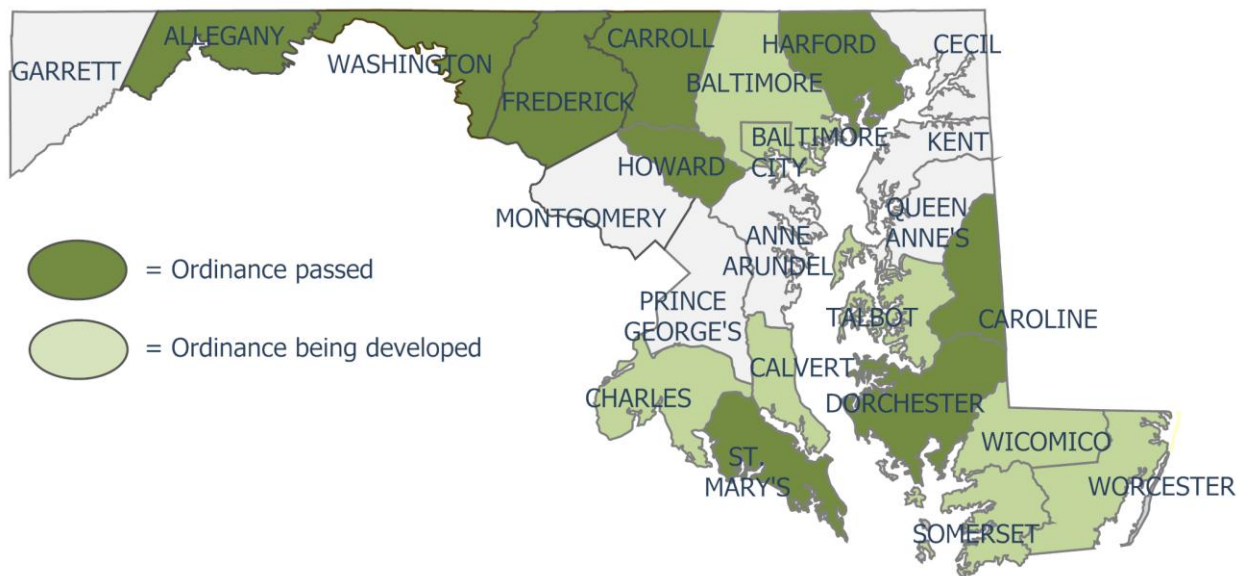 ALLEGANY
CARROLL
HARFORD
CECIL
GARRETT
WASHINGTON
BALTIMORE
FREDERICK
BALTIMORE
CITY
KENT
HOWARD
MONTGOMERY
QUEEN
ANNE'S
ANNE
ARUNDEL
= Ordinance passed
PRINCE
GEORGE'S
TALBOT
CAROLINE
= Ordinance being developed
CALVERT
CHARLES
DORCHESTER
WICOMICO
ST.
MARY'S
WORCESTER
SOMERSET